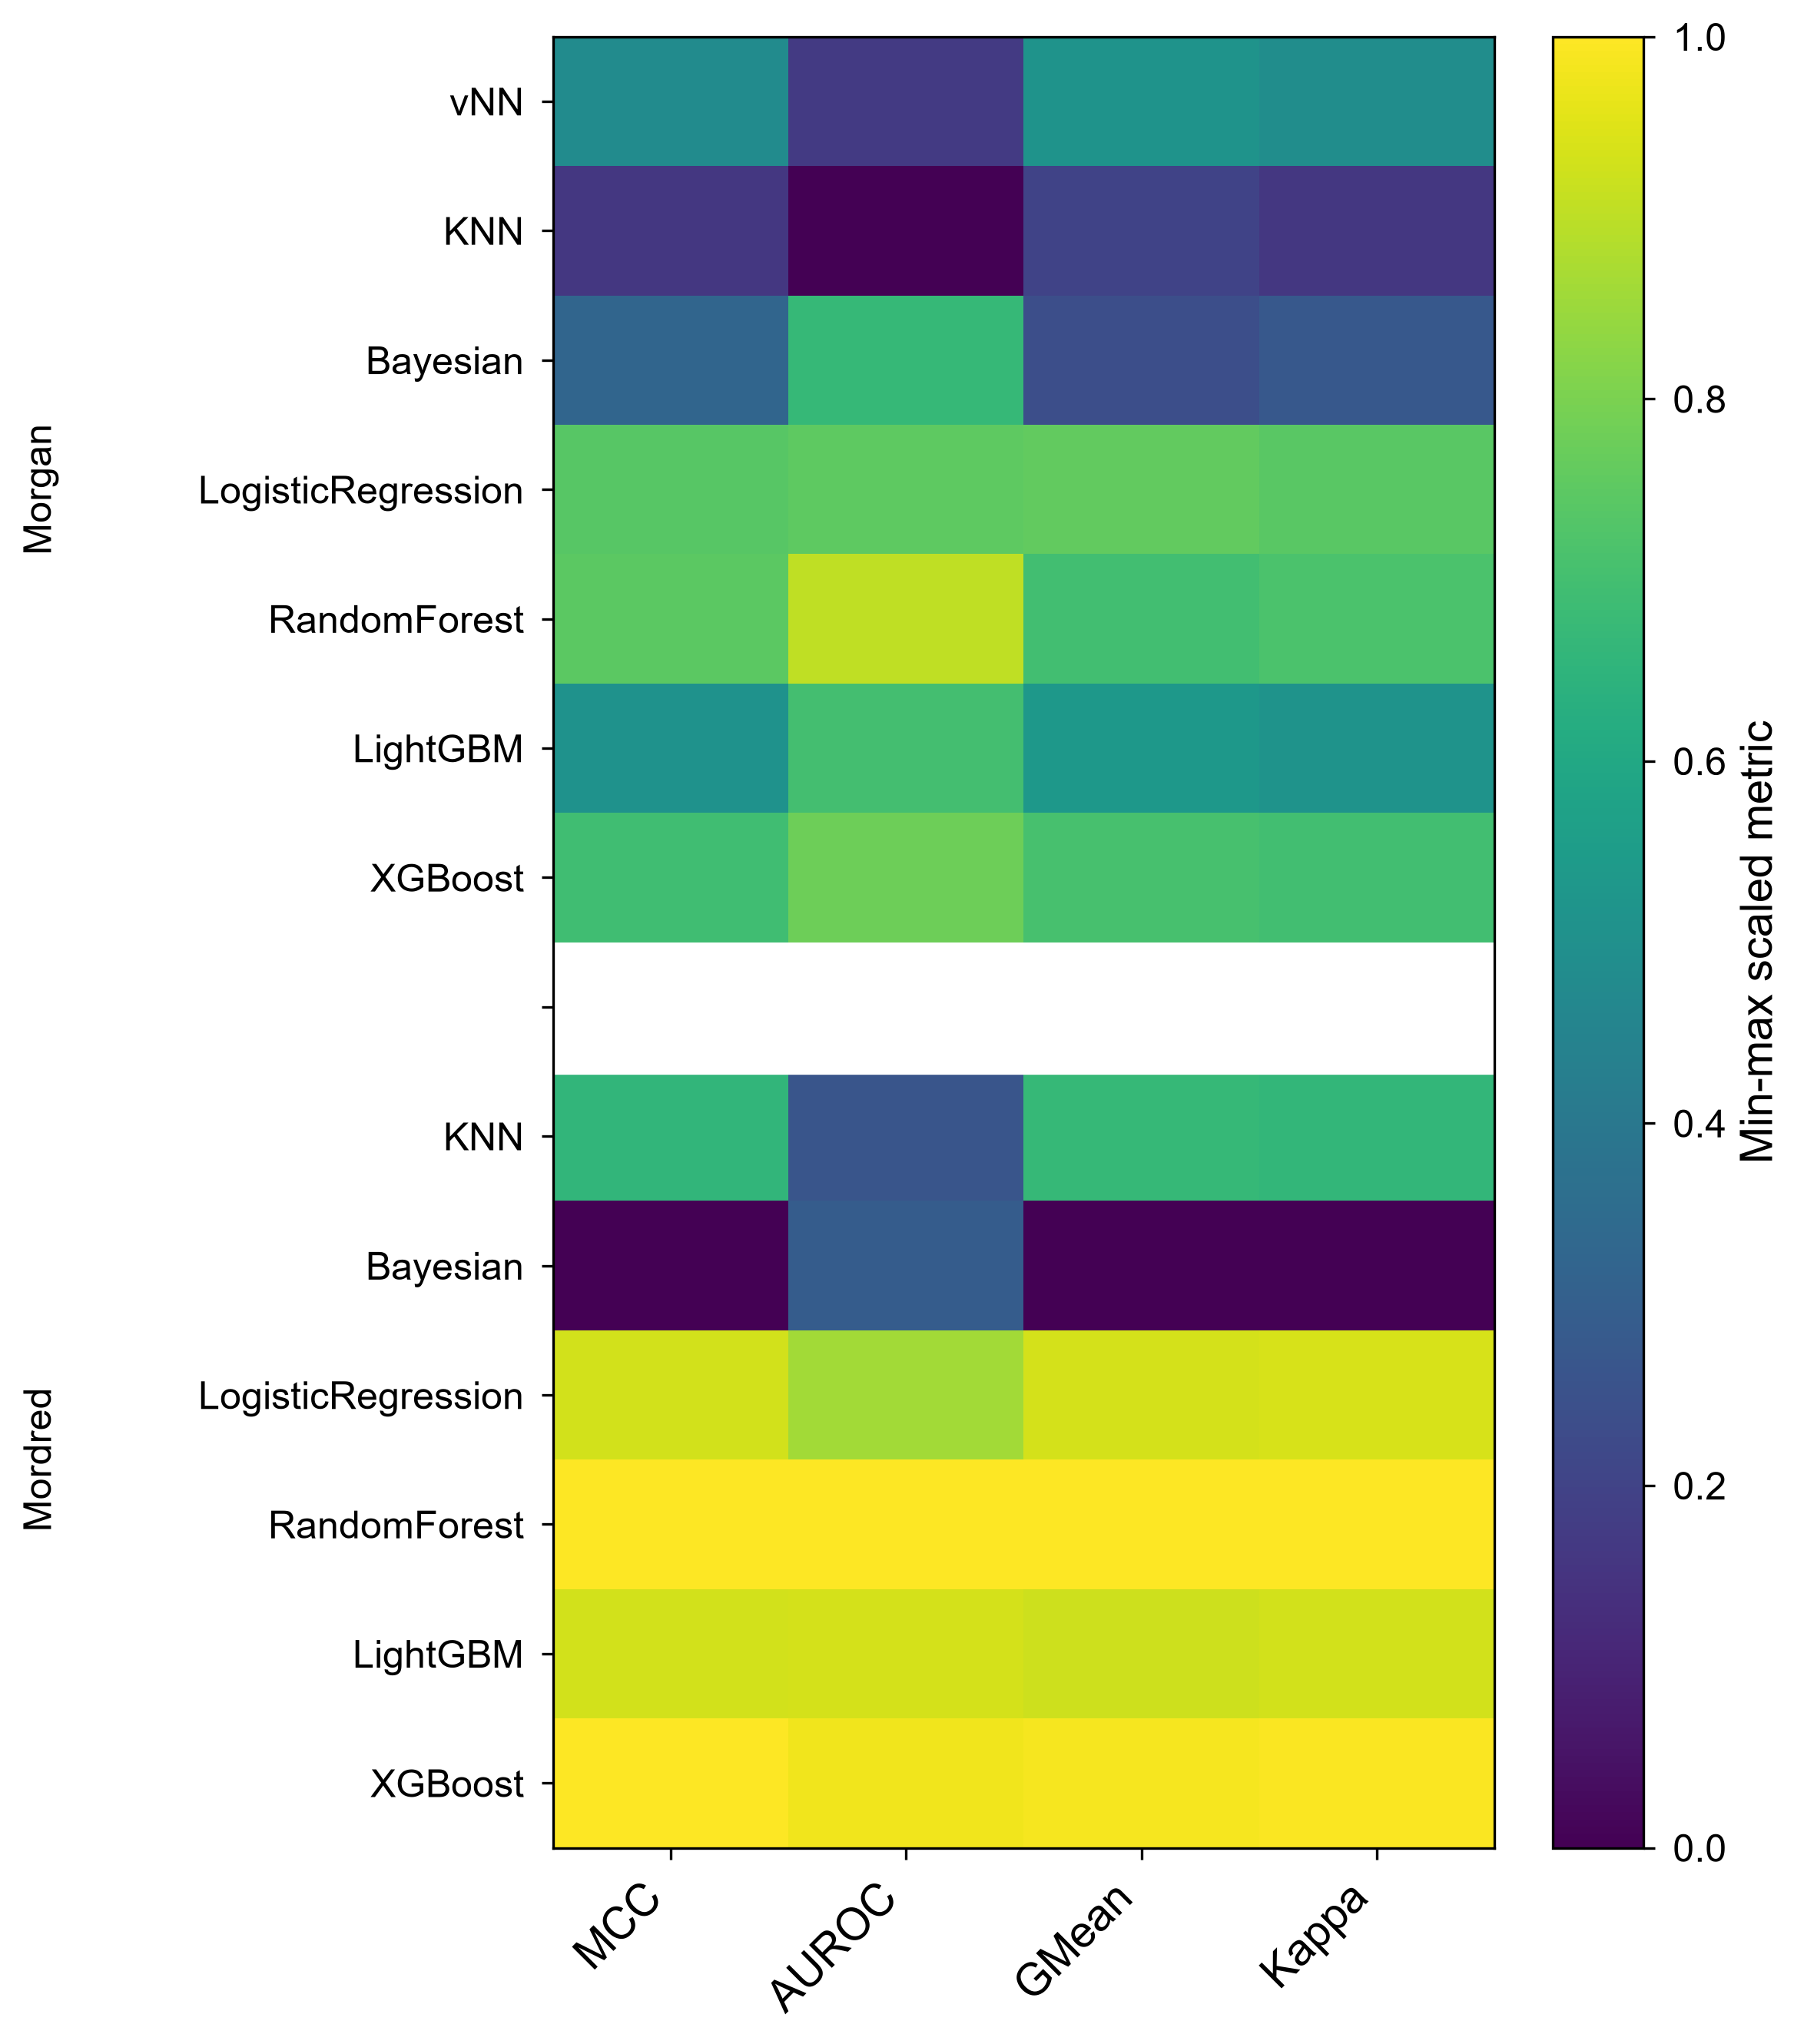 Morgan
vNN
KNN
Bayesian
LogisticRegression
RandomForest
LightGBM
XGBoost
Mordred
KNN
Bayesian
LogisticRegression
RandomForest
LightGBM
XGBoost
MCC
AUROC
GMean
Kappa
1.0
0.8
0.6
0.4
0.2
0.0
Min-max scaled metric